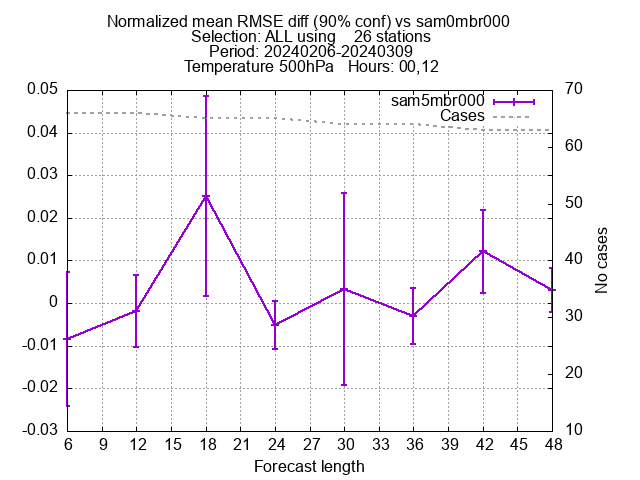 Normalized mean RMSE diff (90% conf) vs sam0mbr000
Selection: ALL using    26 stations
Period: 20240206-20240309
Temperature 500hPa   Hours: 00,12
sam5mbr000
Cases
0.05
0.04
0.03
0.02
0.01
0
-0.01
-0.02
-0.03
70
60
50
40
30
20
10
No cases
6 9 12 15 18 21 24 27 30 33 36 39 42 45 48
Forecast length